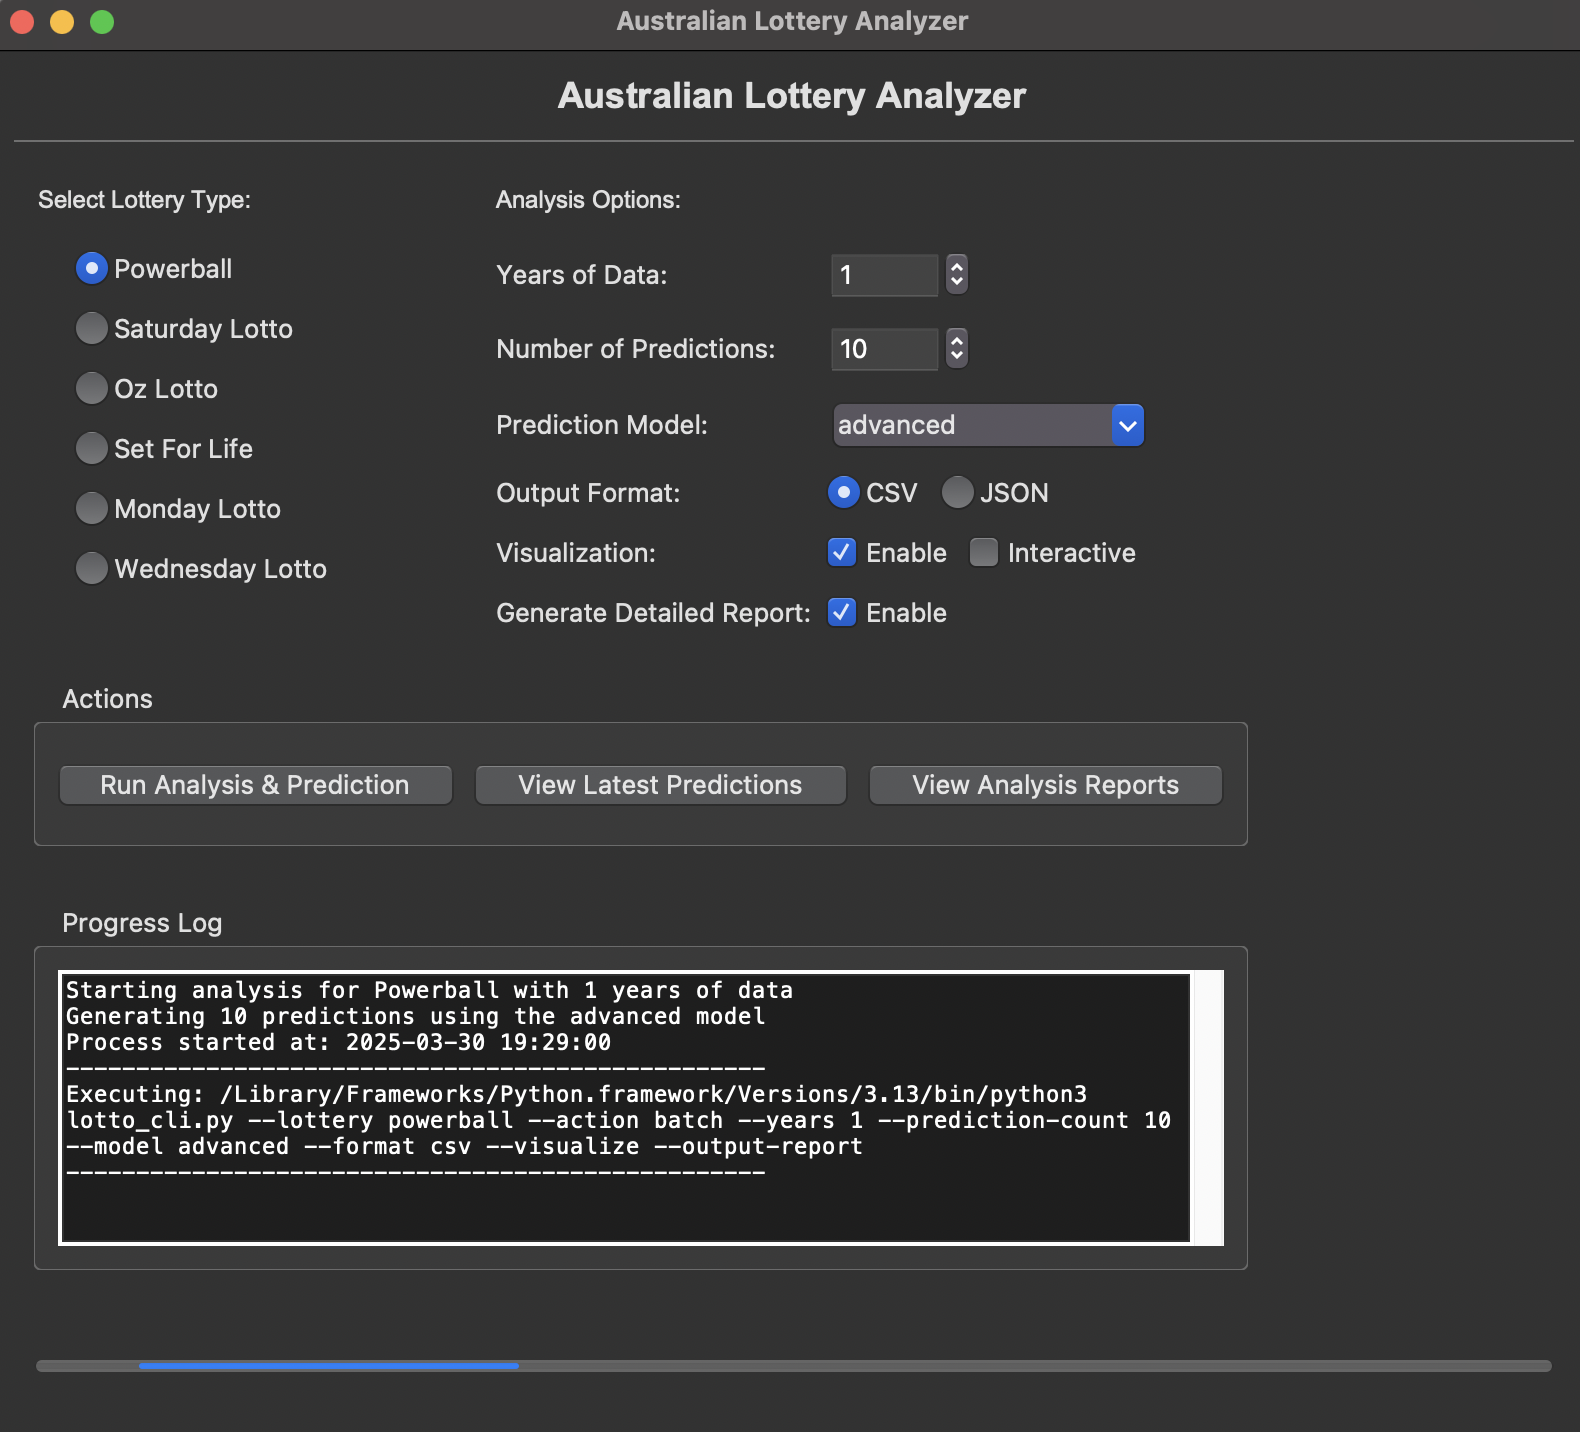 Australian Lottery Analyzer
Australian Lottery Analyzer
Select Lottery Type:
Powerball
Saturday Lotto
Oz Lotto
Set For Life
Monday Lotto
Wednesday Lotto
Analysis Options:
Years of Data: 1
Number of Predictions: 10
Prediction Model: advanced
Output Format: CSV JSON
Visualization: Enable Interactive
Generate Detailed Report: Enable
Actions
Run Analysis & Prediction View Latest Predictions View Analysis Reports
Progress Log
Starting analysis for Powerball with 1 years of data
Generating 10 predictions using the advanced model
Process started at: 2025-03-30 19:29:00
--------------------------------------------------
Executing: /Library/Frameworks/Python.framework/Versions/3.13/bin/python3
lotto_cli.py --lottery powerball --action batch --years 1 --prediction-count 10
--model advanced --format csv --visualize --output-report
--------------------------------------------------